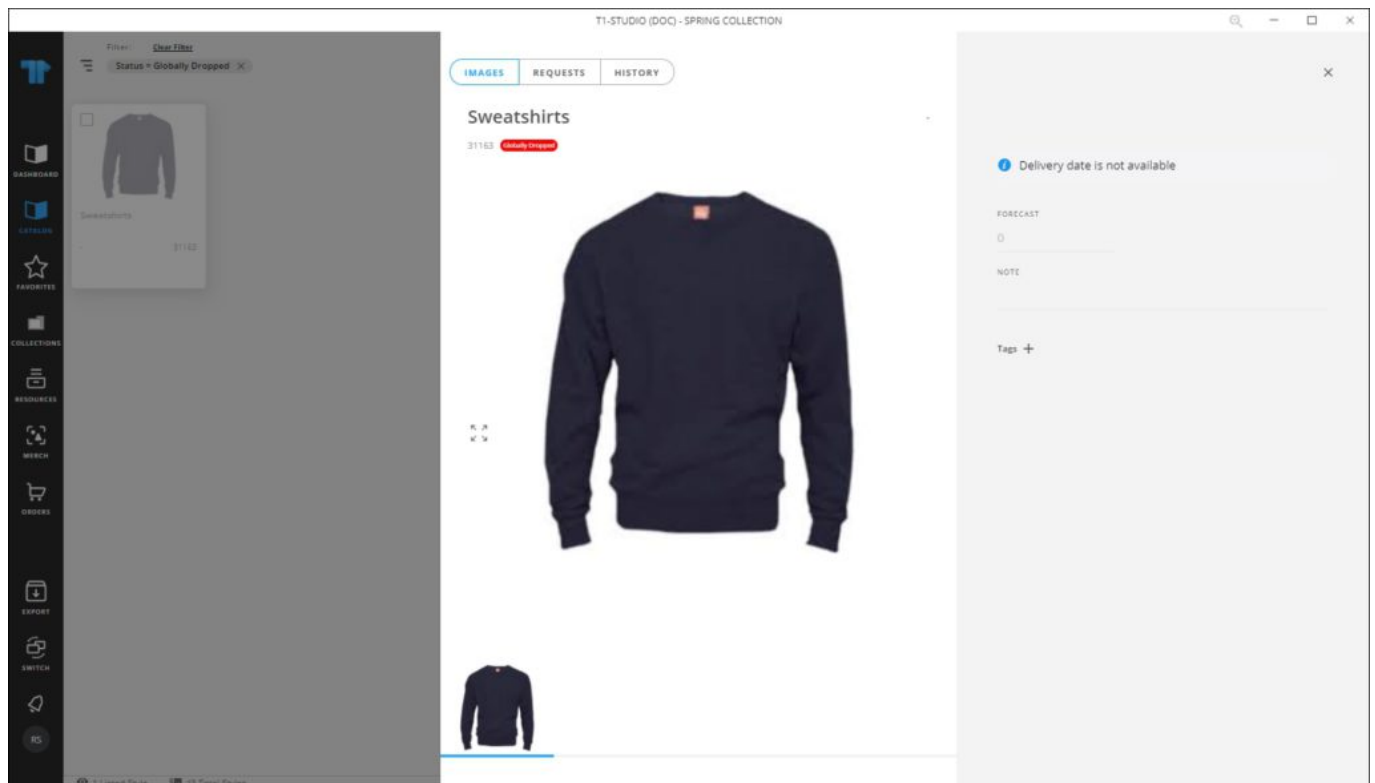 T1-STUDIO (DOC) - SPRING COLLECTION
Filter: Clear Filter
Status = Globally Dropped
IMAGES REQUESTS HISTORY
Sweatshirts
-
31163 Globally Dropped
Delivery date is not available
FORECAST
0
NOTE
Tags +
Sweatshirts
- 31163
DASHBOARD
CATALOG
FAVORITES
COLLECTIONS
RESOURCES
MERCH
ORDERS
EXPORT
SWITCH
RS